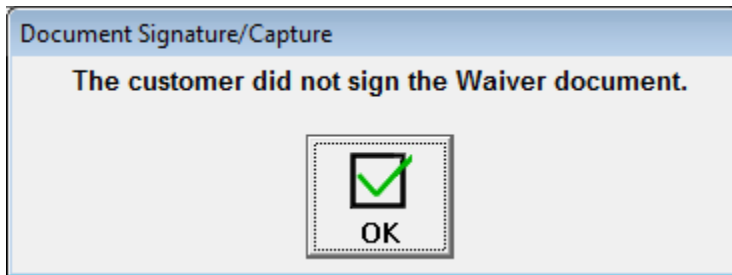 Document Signature/Capture
The customer did not sign the Waiver document.
OK